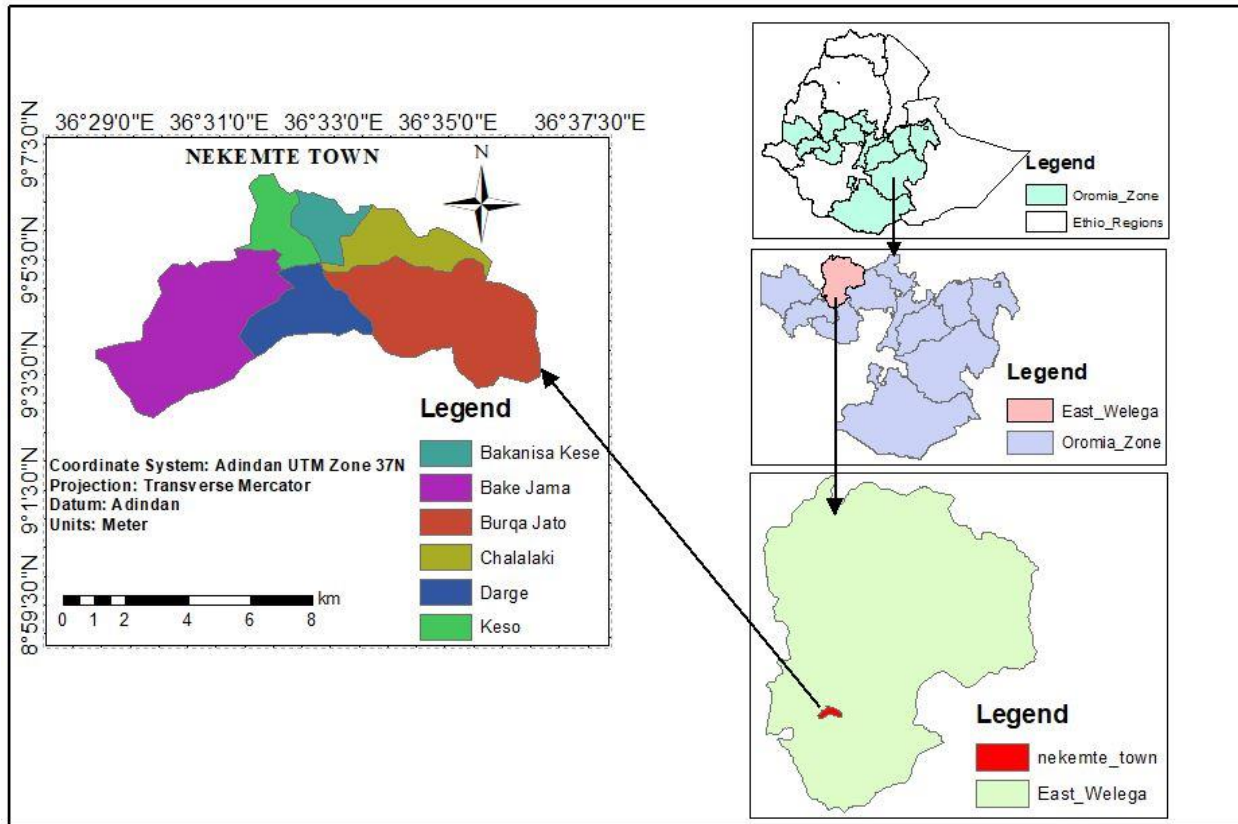 36°29'0"E 36°31'0"E 36°33'0"E 36°35'0"E 36°37'30"E
9°7'30"N
9°5'30"N
9°3'30"N
9°1'30"N
8°59'30"N
NEKEMTE TOWN
N
Legend
Bakanisa Kese
Bake Jama
Burqa Jato
Chalalaki
Darge
Keso
Coordinate System: Adindan UTM Zone 37N
Projection: Transverse Mercator
Datum: Adindan
Units: Meter
km
0 1 2 4 6 8
Legend
Oromia_Zone
Ethio_Regions
Legend
East_Welega
Oromia_Zone
Legend
nekemte_town
East_Welega